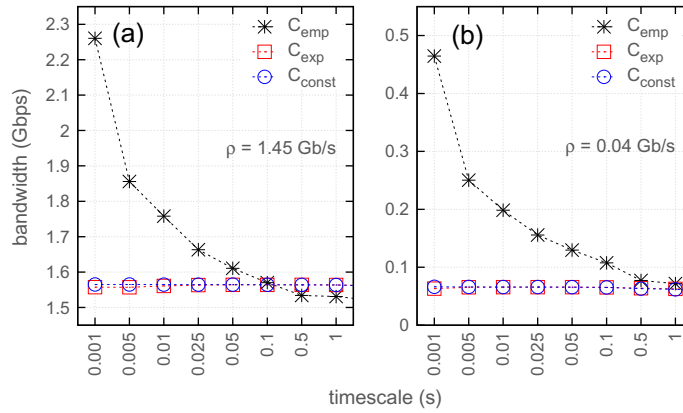 (a)
C_emp
C_exp
C_const
ρ = 1.45 Gb/s
2.3
2.2
2.1
2
1.9
1.8
1.7
1.6
1.5
bandwidth (Gbps)
0.001
0.005
0.01
0.025
0.05
0.1
0.5
1
(b)
C_emp
C_exp
C_const
ρ = 0.04 Gb/s
0.5
0.4
0.3
0.2
0.1
0
0.001
0.005
0.01
0.025
0.05
0.1
0.5
1
timescale (s)